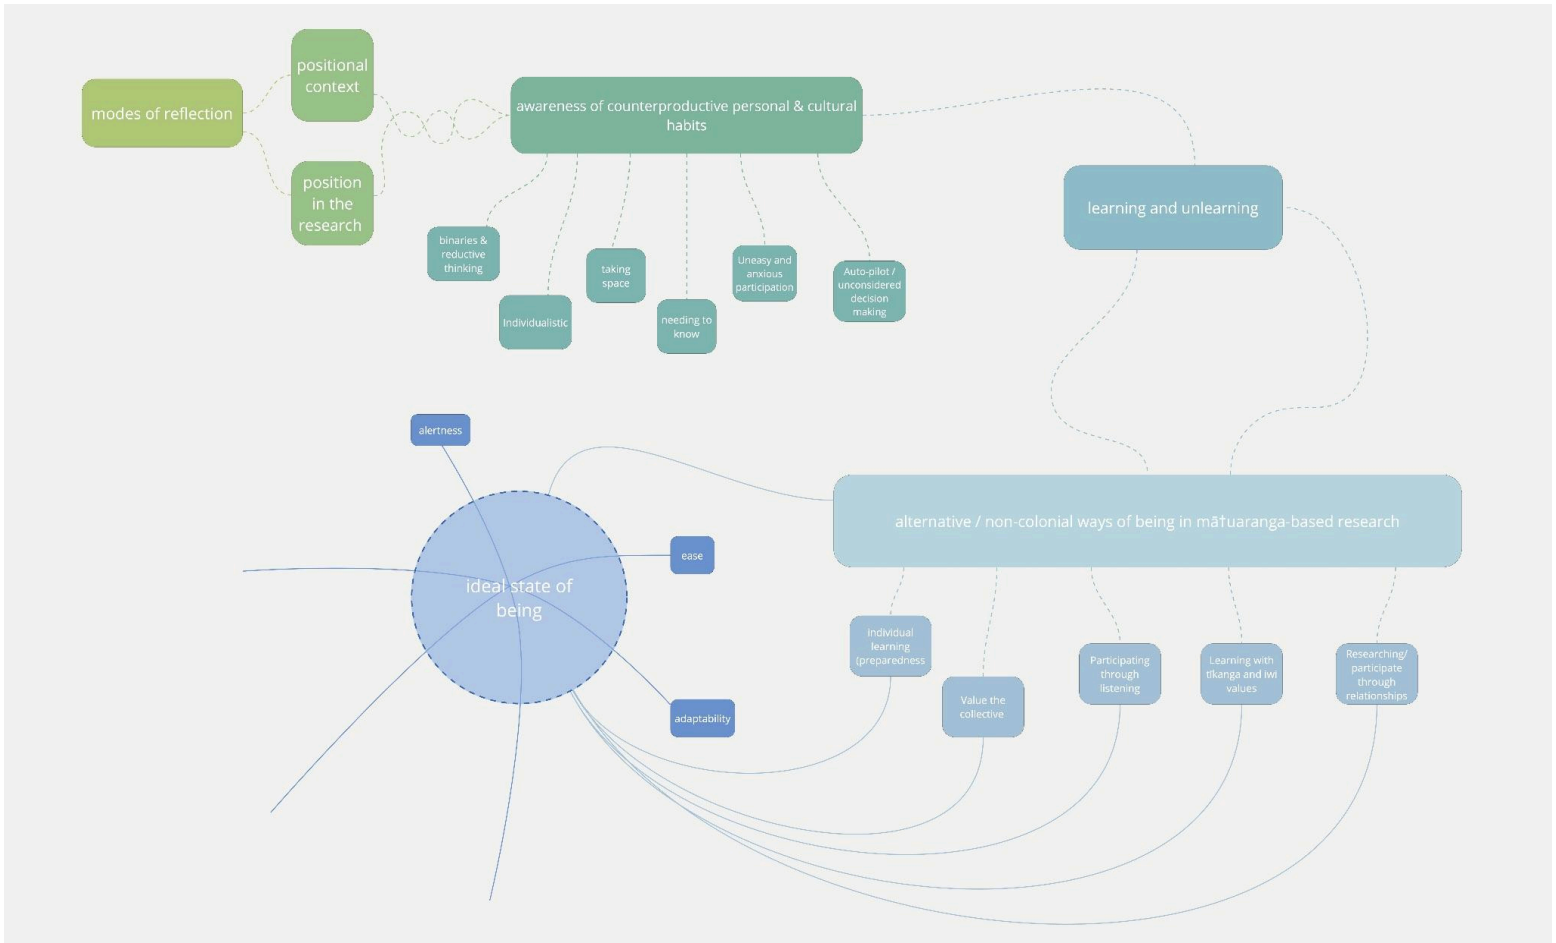 positional
context
modes of reflection
position
in the
research
awareness of counterproductive personal & cultural
habits
learning and unlearning
binaries &
reductive
thinking
Individualistic
taking
space
needing to
know
Uneasy and
anxious
participation
Auto-pilot /
unconsidered
decision
making
alertness
ease
ideal state of
being
adaptability
alternative / non-colonial ways of being in mā†uaranga-based research
Individual
learning
(preparedness
Value the
collective
Participating
through
listening
Learning with
tīkanga and iwi
values
Researching/
participate
through
relationships